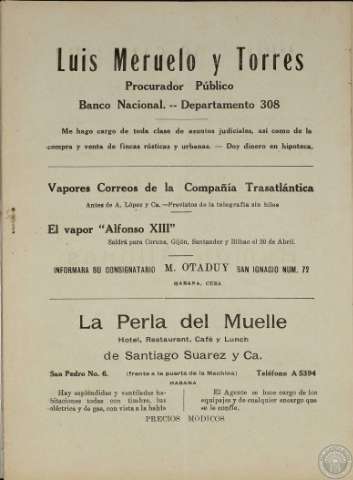 Luis Meruelo y Torres
Procurador Público
Banco Nacional. -- Departamento 308
Me hago cargo de toda clase de asuntos judiciales, así como de la
compra y venta de fincas rústicas y urbanas. — Doy dinero en hipoteca.
Vapores Correos de la Compañía Trasatlántica
Antes de A. López y Ca.—Provistos de la telegrafía sin hilos
El vapor "Alfonso XIII"
Saldrá para Coruña, Gijón, Santander y Bilbao el 20 de Abril.
INFORMARA SU CONSIGNATARIO M. OTADUY SAN IGNACIO NUM. 72
HABANA, CUBA
La Perla del Muelle
Hotel, Restaurant, Café y Lunch
de Santiago Suarez y Ca.
San Pedro No. 6. (frente a la puerta de la Machina) Teléfono A 5394
HABANA
Hay espléndidas y ventiladas ha-
bitaciones todas con timbre, luz
eléctrica y de gas, con vista a la bahía
El Agente se hace cargo de los
equipajes y de cualquier encargo que
se le confíe.
PRECIOS MODICOS